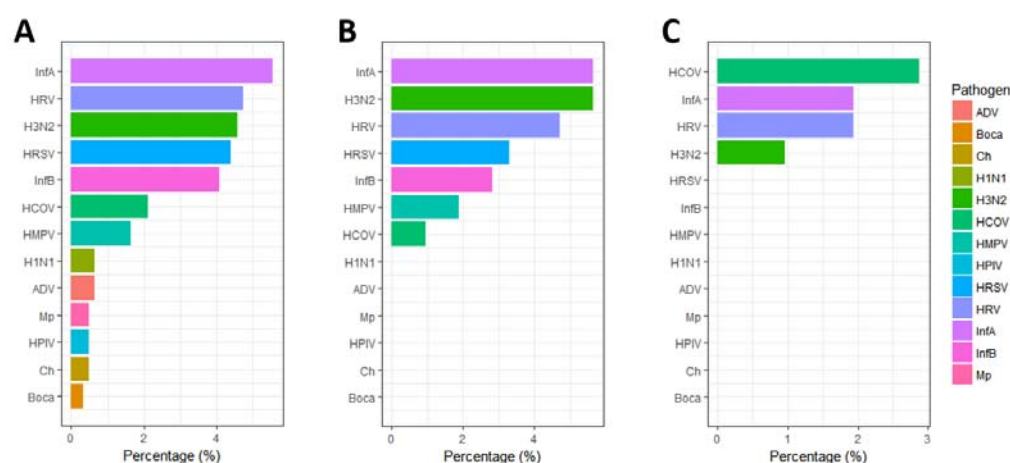 A
InfA
HRV
H3N2
HRSV
InfB
HCOV
HMPV
H1N1
ADV
Mp
HPIV
Ch
Boca
0 2 4
Percentage (%)
B
InfA
H3N2
HRV
HRSV
InfB
HMPV
HCOV
H1N1
ADV
Mp
HPIV
Ch
Boca
0 2 4
Percentage (%)
C
HCOV
InfA
HRV
H3N2
HRSV
InfB
HMPV
H1N1
ADV
Mp
HPIV
Ch
Boca
0 1 2 3
Percentage (%)
Pathogen
ADV
Boca
Ch
H1N1
H3N2
HCOV
HMPV
HPIV
HRSV
HRV
InfA
InfB
Mp